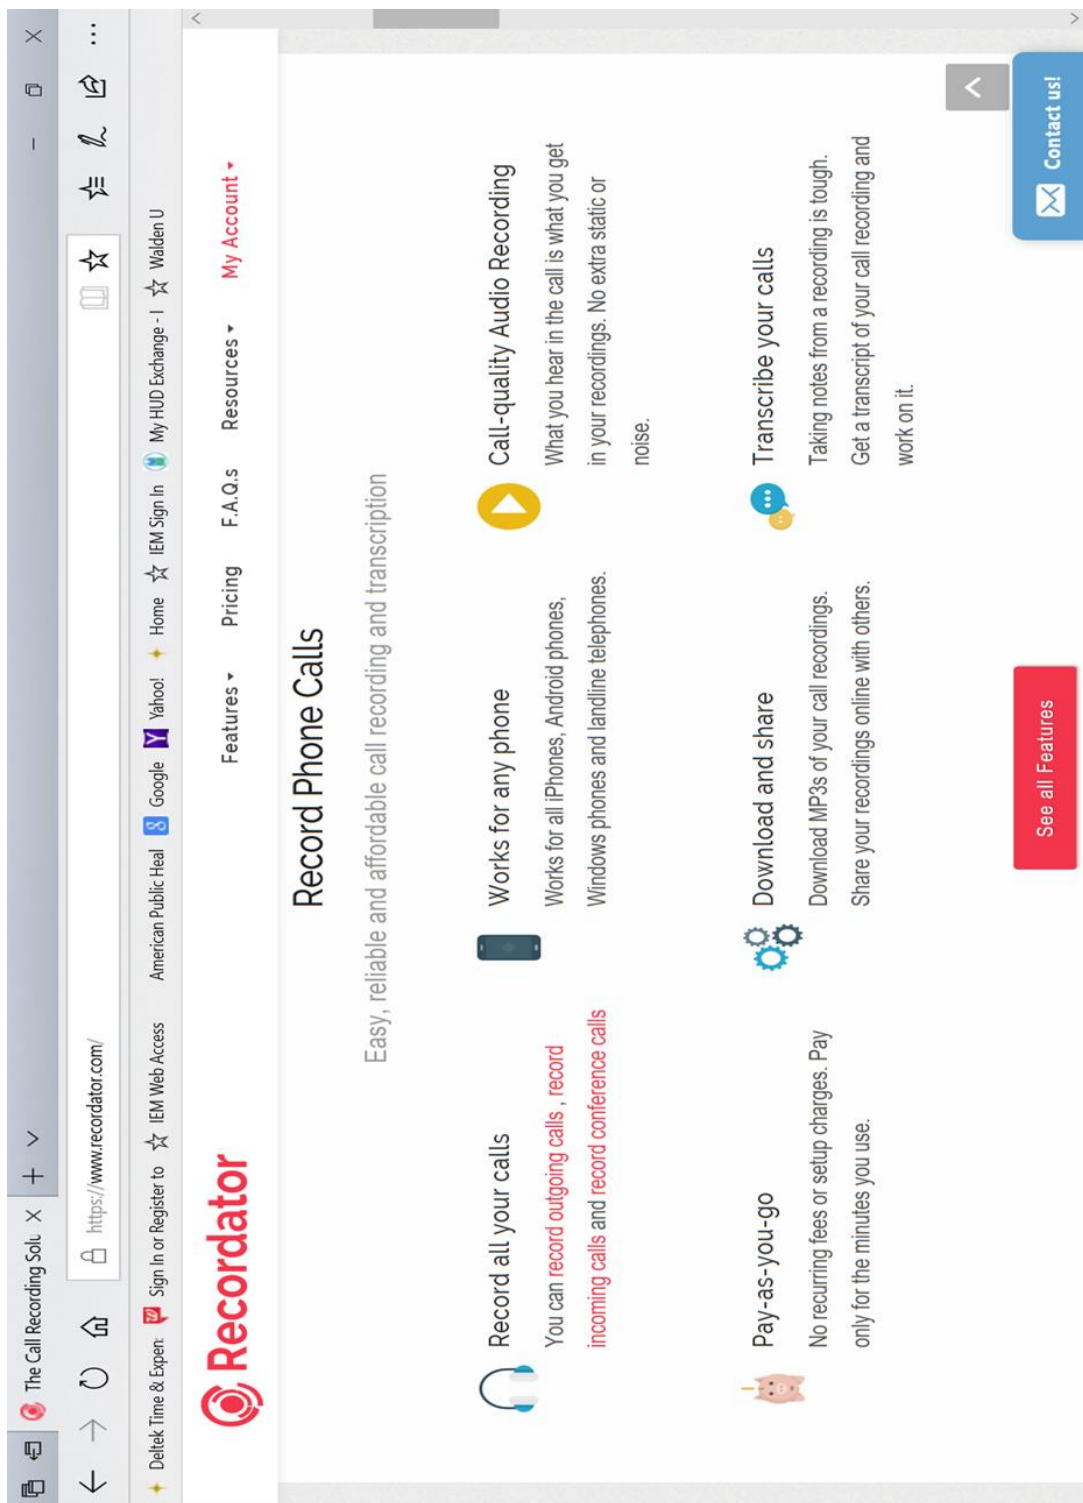 The Call Recording Solu
https://www.recordator.com/
Deltek Time & Expen: Sign In or Register to IEM Web Access American Public Heal Google Yahoo! Home IEM Sign In My HUD Exchange - I Walden U
Recordator Features Pricing F.A.Q.s Resources My Account
Record Phone Calls
Easy, reliable and affordable call recording and transcription
Record all your calls
You can record outgoing calls , record
incoming calls and record conference calls
Works for any phone
Works for all iPhones, Android phones,
Windows phones and landline telephones.
Call-quality Audio Recording
What you hear in the call is what you get
in your recordings. No extra static or
noise.
Pay-as-you-go
No recurring fees or setup charges. Pay
only for the minutes you use.
Download and share
Download MP3s of your call recordings.
Share your recordings online with others.
Transcribe your calls
Taking notes from a recording is tough.
Get a transcript of your call recording and
work on it.
See all Features
Contact us!